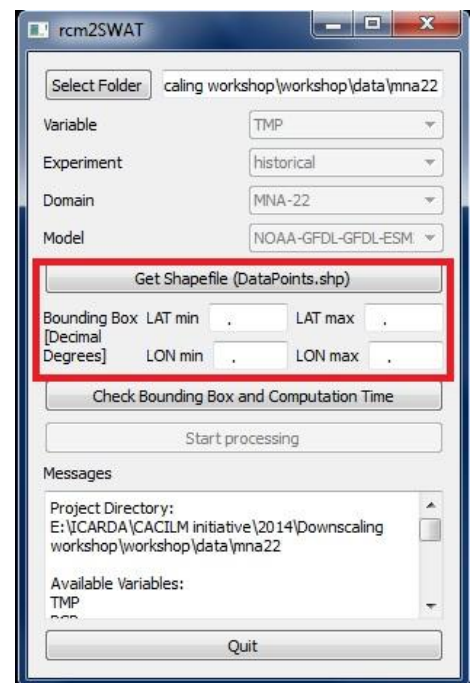 rcm2SWAT
Select Folder caling workshop\workshop\data\mna22
Variable TMP
Experiment historical
Domain MNA-22
Model NOAA-GFDL-GFDL-ESM
Get Shapefile (DataPoints.shp)
Bounding Box LAT min . LAT max .
[Decimal
Degrees] LON min . LON max .
Check Bounding Box and Computation Time
Start processing
Messages
Project Directory:
E:\ICARDA\CACILM initiative\2014\Downscaling
workshop\workshop\data\mna22
Available Variables:
TMP
Quit